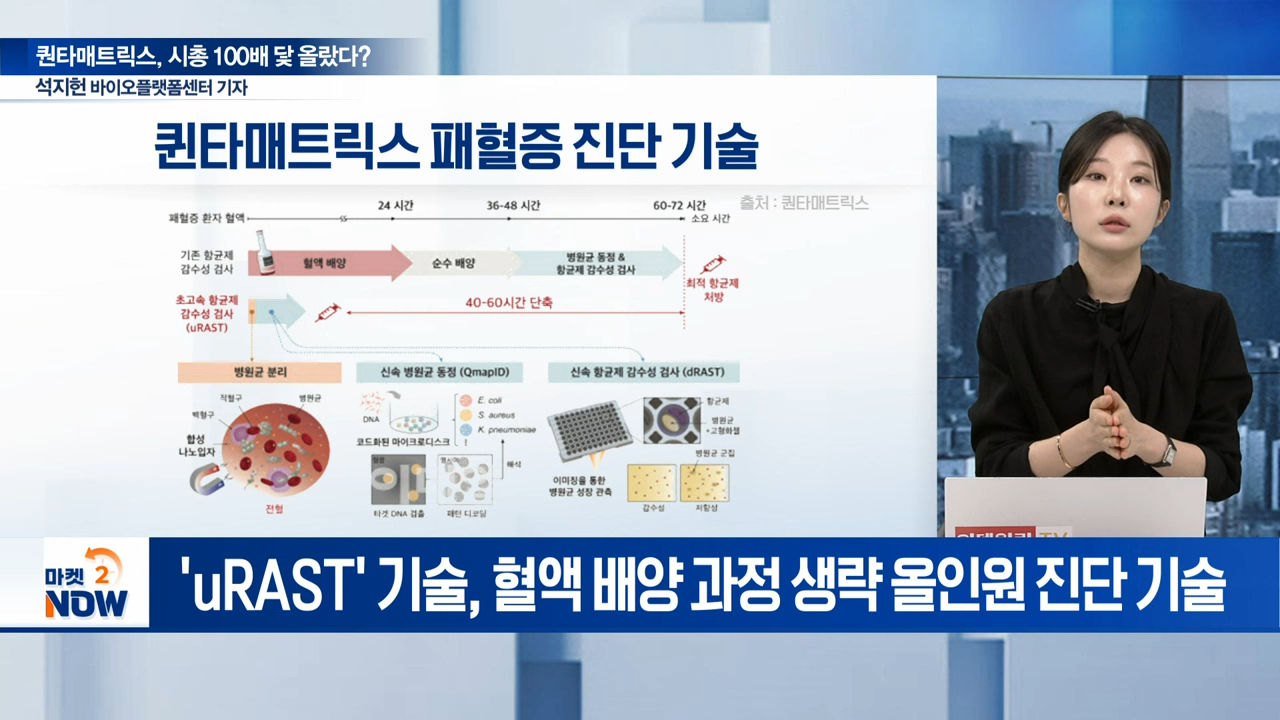 퀀타매트릭스, 시총 100배 닻 올랐다?
석지헌 바이오플랫폼센터 기자
퀸타매트릭스 패혈증 진단 기술
출처 : 퀀타매트릭스
24 시간
36-48 시간
60-72 시간
패혈증 환자 혈액
소요 시간
기존 항균제
감수성 검사
혈액 배양
순수 배양
병원균 동정 &
항균제 감수성 검사
최적 항균제
처방
초고속 항균제
감수성 검사
(uRAST)
40-60시간 단축
병원균 분리
신속 병원균 동정 (QmapID)
신속 항균제 감수성 검사 (dRAST)
적혈구
병원균
백혈구
합성
나노입자
전혈
DNA
E. coli
S. aureus
K. pneumoniae
코드화된 마이크로디스크
해석
타겟 DNA 검출
패턴 디코딩
항균제
병원균
+고형화젤
병원균 군집
이미징을 통한
병원균 성장 관측
감수성
저항성
마켓 2
NOW
'uRAST' 기술, 혈액 배양 과정 생략 올인원 진단 기술